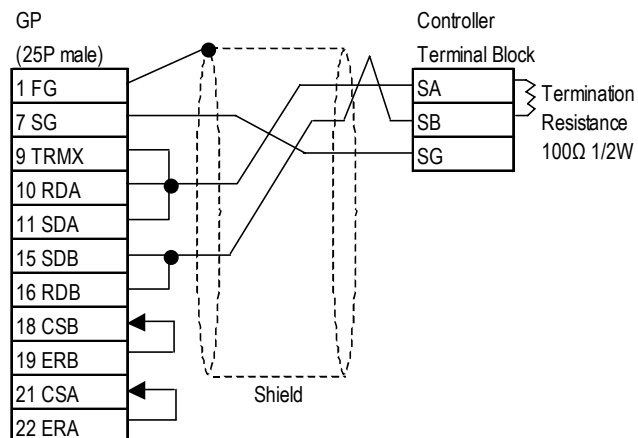 GP
(25P male)
1 FG
7 SG
9 TRMX
10 RDA
11 SDA
15 SDB
16 RDB
18 CSB
19 ERB
21 CSA
22 ERA
Shield
Controller
Terminal Block
SA
SB
SG
Termination
Resistance
100Ω 1/2W